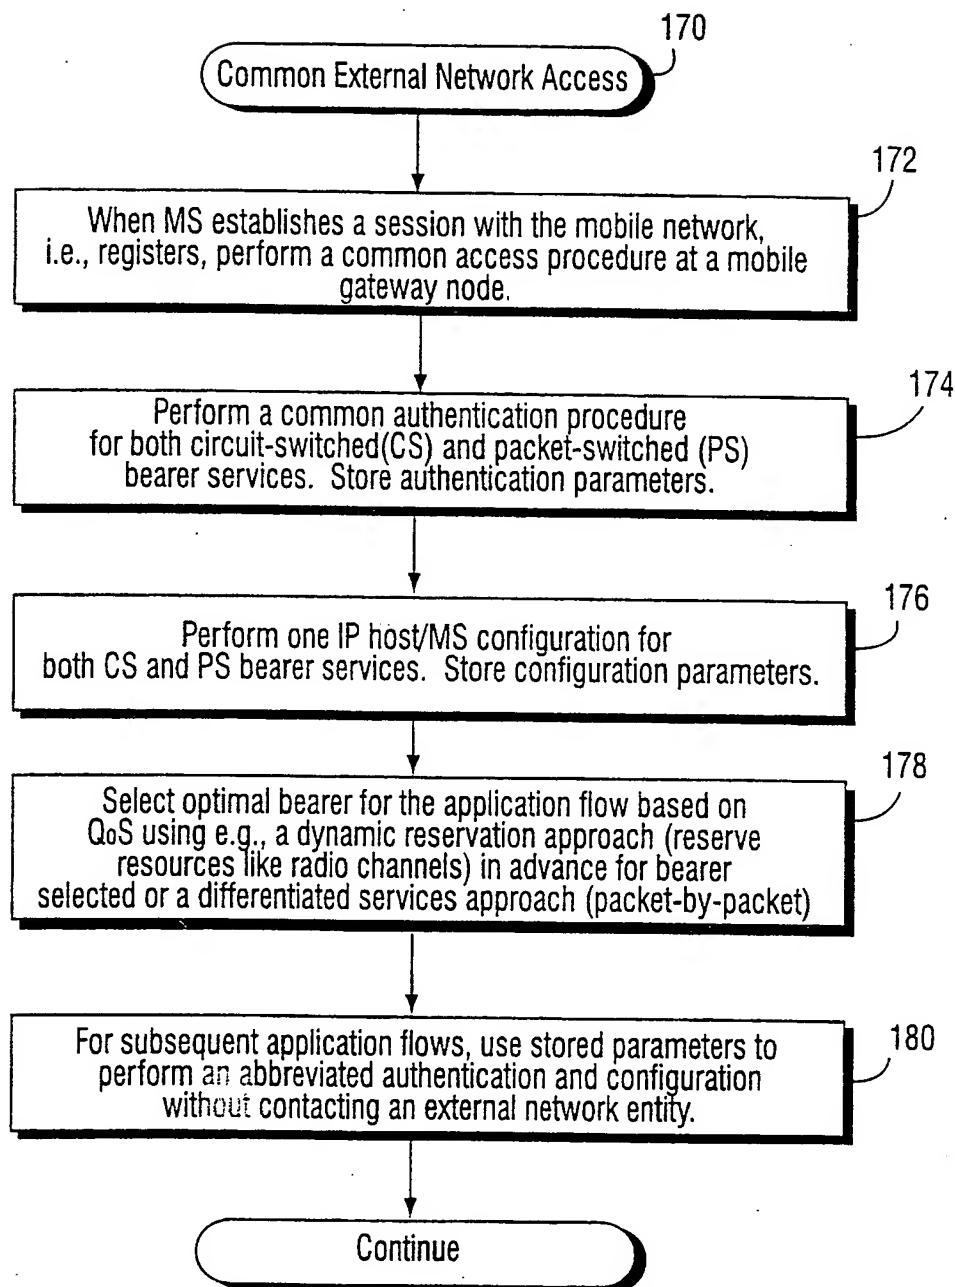 170
Common External Network Access
172
When MS establishes a session with the mobile network,
i.e., registers, perform a common access procedure at a mobile
gateway node.
174
Perform a common authentication procedure
for both circuit-switched(CS) and packet-switched (PS)
bearer services. Store authentication parameters.
176
Perform one IP host/MS configuration for
both CS and PS bearer services. Store configuration parameters.
178
Select optimal bearer for the application flow based on
QoS using e.g., a dynamic reservation approach (reserve
resources like radio channels) in advance for bearer
selected or a differentiated services approach (packet-by-packet)
180
For subsequent application flows, use stored parameters to
perform an abbreviated authentication and configuration
without contacting an external network entity.
Continue